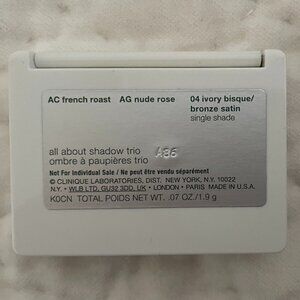 AC french roast AG nude rose 04 ivory bisque/
bronze satin
single shade
all about shadow trio A36
ombre à paupières trio
Not For Individual Sale / Ne peut être vendu séparément
© CLINIQUE LABORATORIES, DIST. NEW YORK, N.Y. 10022
N.Y. • WLB LTD, GU32 3DD, UK • LONDON • PARIS MADE IN U.S.A.
K0CN TOTAL POIDS NET WT. .07 OZ./1.9 g